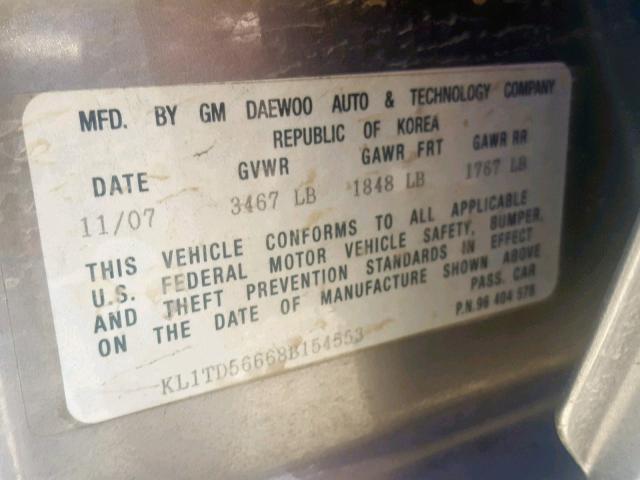 MFD. BY GM DAEWOO AUTO & TECHNOLOGY COMPANY
REPUBLIC OF KOREA
DATE GVWR GAWR FRT GAWR RR
11/07 3467 LB 1848 LB 1767 LB
THIS VEHICLE CONFORMS TO ALL APPLICABLE
U.S. FEDERAL MOTOR VEHICLE SAFETY, BUMPER,
AND THEFT PREVENTION STANDARDS IN EFFECT
ON THE DATE OF MANUFACTURE SHOWN ABOVE
PASS. CAR
P.N.96 404 578
KL1TD56668B154553